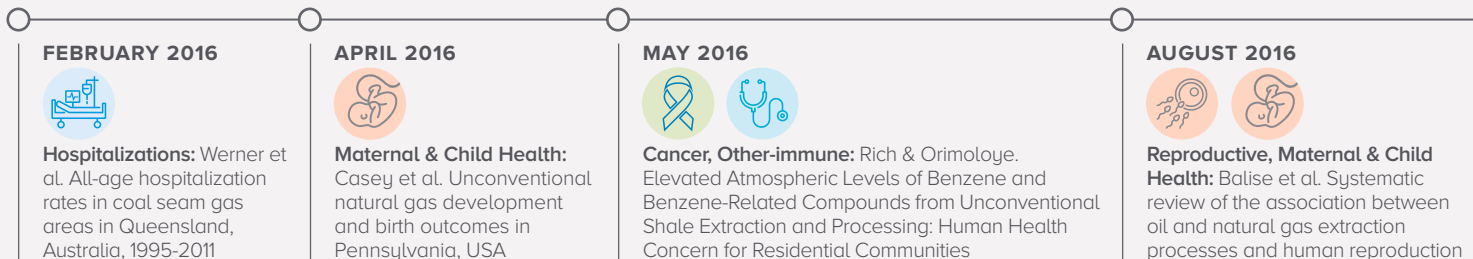 FEBRUARY 2016
Hospitalizations: Werner et
al. All-age hospitalization
rates in coal seam gas
areas in Queensland,
Australia, 1995-2011
APRIL 2016
Maternal & Child Health:
Casey et al. Unconventional
natural gas development
and birth outcomes in
Pennsylvania, USA
MAY 2016
Cancer, Other-immune: Rich & Orimoloye.
Elevated Atmospheric Levels of Benzene and
Benzene-Related Compounds from Unconventional
Shale Extraction and Processing: Human Health
Concern for Residential Communities
AUGUST 2016
Reproductive, Maternal & Child
Health: Balise et al. Systematic
review of the association between
oil and natural gas extraction
processes and human reproduction